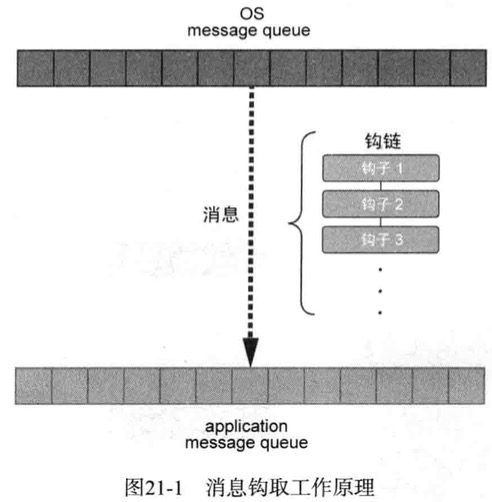 OS
message queue
钩链
钩子 1
钩子 2
消息
钩子 3
application
message queue
图21-1 消息钩取工作原理